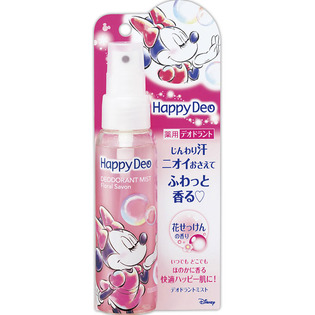 Happy Deo
薬用 デオドラント
じんわり汗
ニオイおさえて
ふわっと
香る♡
花せっけん
の香り
いつでも どこでも
ほのかに香る
快適ハッピー肌に!
デオドラントミスト
Disney
Happy Deo
DEODORANT MIST
Floral Savon